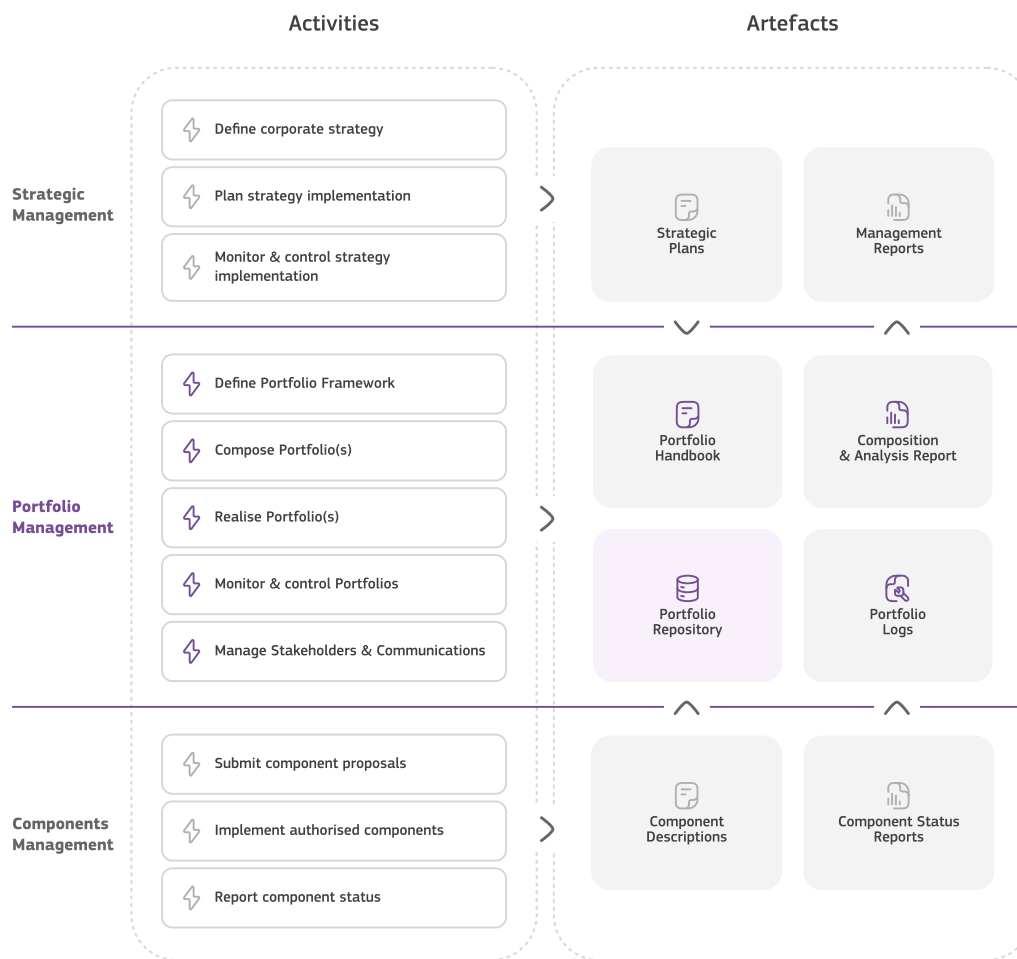 Activities
Artefacts
Strategic
Management
Define corporate strategy
Plan strategy implementation
Monitor & control strategy
implementation
Strategic
Plans
Management
Reports
Portfolio
Management
Define Portfolio Framework
Compose Portfolio(s)
Realise Portfolio(s)
Monitor & control Portfolios
Manage Stakeholders & Communications
Portfolio
Handbook
Composition
& Analysis Report
Portfolio
Repository
Portfolio
Logs
Components
Management
Submit component proposals
Implement authorised components
Report component status
Component
Descriptions
Component Status
Reports